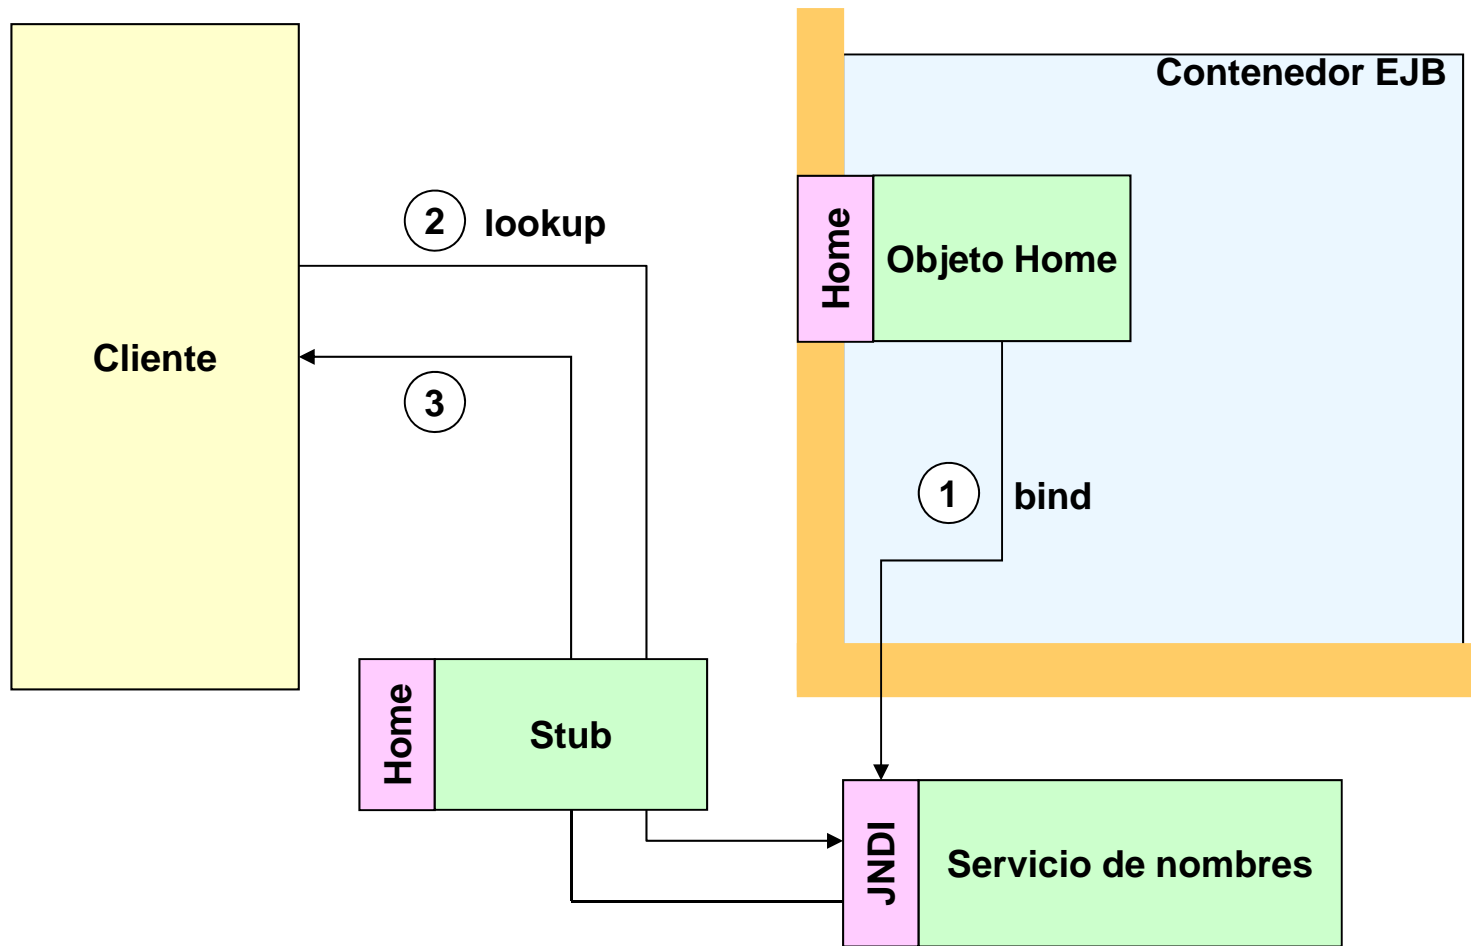 Contenedor EJB
2 lookup
Home
Objeto Home
Cliente
3
1 bind
Home
Stub
JNDI
Servicio de nombres